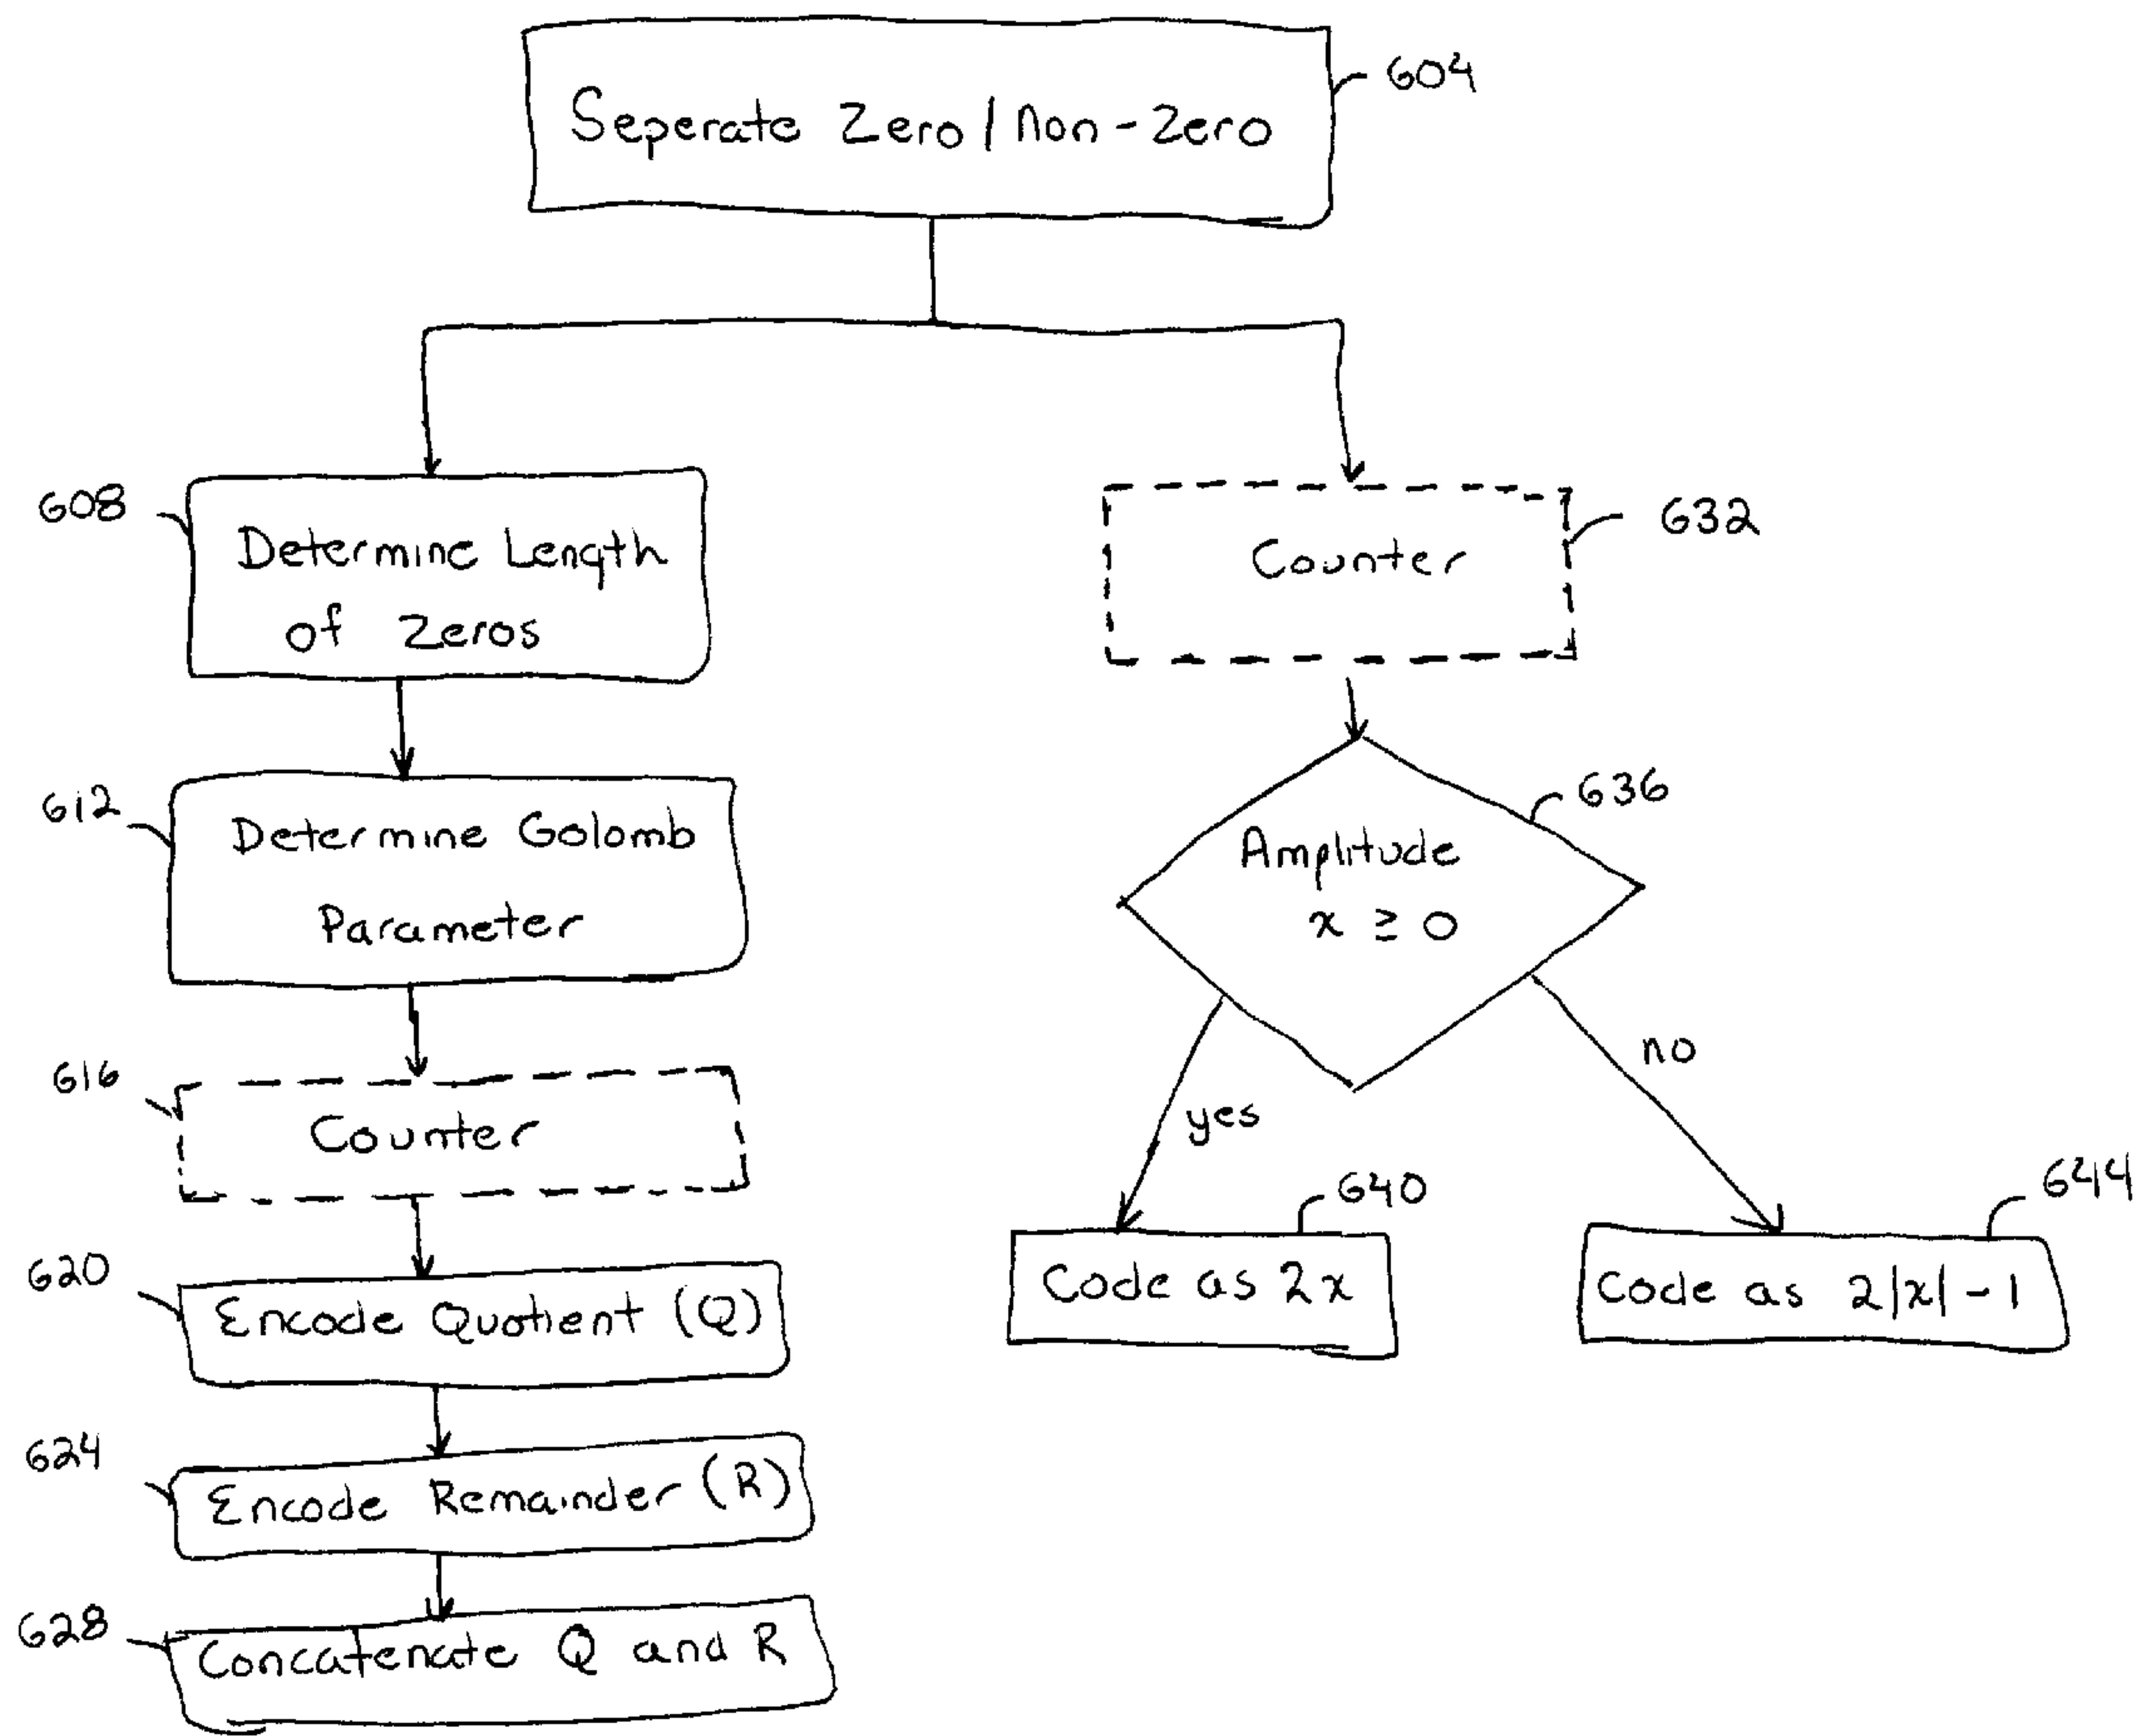 Seperate Zero / Non-Zero
604
608
Determine Length
of Zeros
612
Determine Golomb
Parameter
616
Counter
620
Encode Quotient (Q)
624
Encode Remainder (R)
628
Concatenate Q and R
632
Counter
636
Amplitude
x ≥ 0
yes
no
640
Code as 2x
644
Code as 2|x| - 1